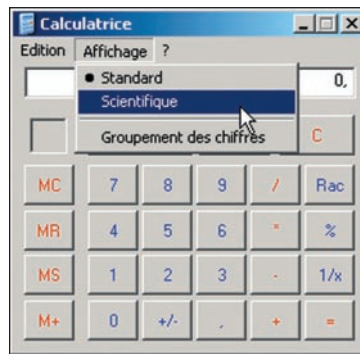 Calculatrice
Edition Affichage ?
Standard
0,
Scientifique
Groupement des chiffres
C
MC 7 8 9 / Rac
MR 4 5 6 * %
MS 1 2 3 - 1/x
M+ 0 +/- , + =